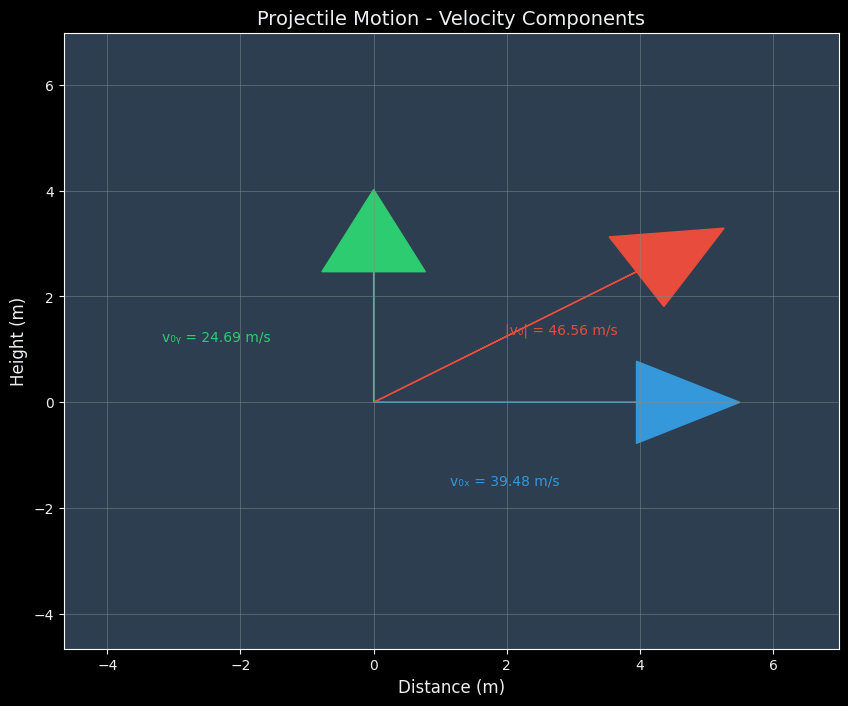 Projectile Motion - Velocity Components
Height (m)
6
4
2
0
−2
−4
v₀ᵧ = 24.69 m/s
|v₀| = 46.56 m/s
v₀ₓ = 39.48 m/s
−4 −2 0 2 4 6
Distance (m)